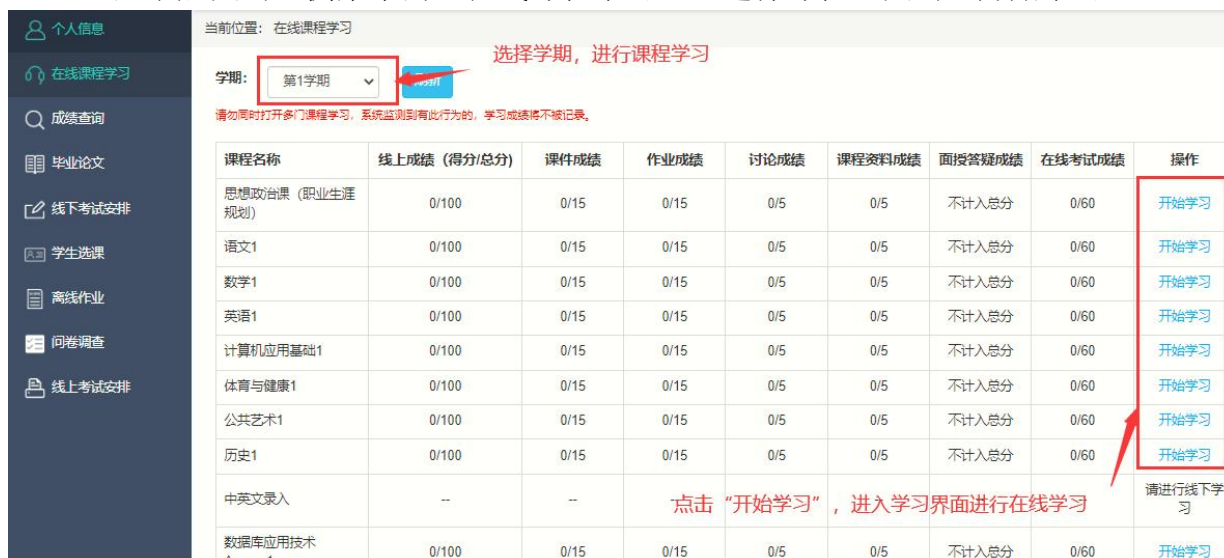 个人信息
当前位置： 在线课程学习
选择学期，进行课程学习
在线课程学习
学期：
第1学期
成绩查询
请勿同时打开多门课程学习，系统监测到有此行为的，学习成绩将不被记录。
毕业论文
线下考试安排
学生选课
离线作业
问卷调查
线上考试安排
课程名称 线上成绩（得分/总分) 课件成绩 作业成绩 讨论成绩 课程资料成绩 面授答疑成绩 在线考试成绩 操作
思想政治课（职业生涯
规划） 0/100 0/15 0/15 0/5 0/5 不计入总分 0/60 开始学习
语文1 0/100 0/15 0/15 0/5 0/5 不计入总分 0/60 开始学习
数学1 0/100 0/15 0/15 0/5 0/5 不计入总分 0/60 开始学习
英语1 0/100 0/15 0/15 0/5 0/5 不计入总分 0/60 开始学习
计算机应用基础1 0/100 0/15 0/15 0/5 0/5 不计入总分 0/60 开始学习
体育与健康1 0/100 0/15 0/15 0/5 0/5 不计入总分 0/60 开始学习
公共艺术1 0/100 0/15 0/15 0/5 0/5 不计入总分 0/60 开始学习
历史1 0/100 0/15 0/15 0/5 0/5 不计入总分 0/60 开始学习
中英文录入 -- -- 请进行线下学
习
点击“开始学习”，进入学习界面进行在线学习
数据库应用技术
0/100 0/15 0/15 0/5 0/5 不计入总分 0/60 开始学习